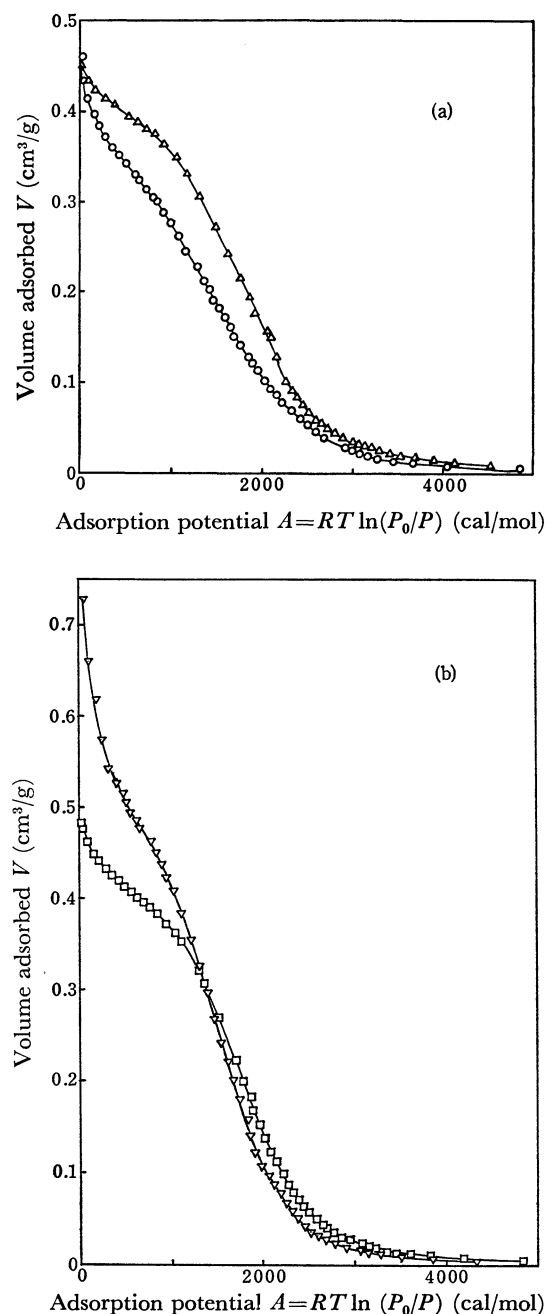 0.5
(a)
0.4
0.3
0.2
0.1
0
Volume adsorbed V (cm³/g)
0 2000 4000
Adsorption potential A=RT ln(P₀/P) (cal/mol)
0.7
(b)
0.6
0.5
0.4
0.3
0.2
0.1
0
Volume adsorbed V (cm³/g)
0 2000 4000
Adsorption potential A=RT ln (P₀/P) (cal/mol)